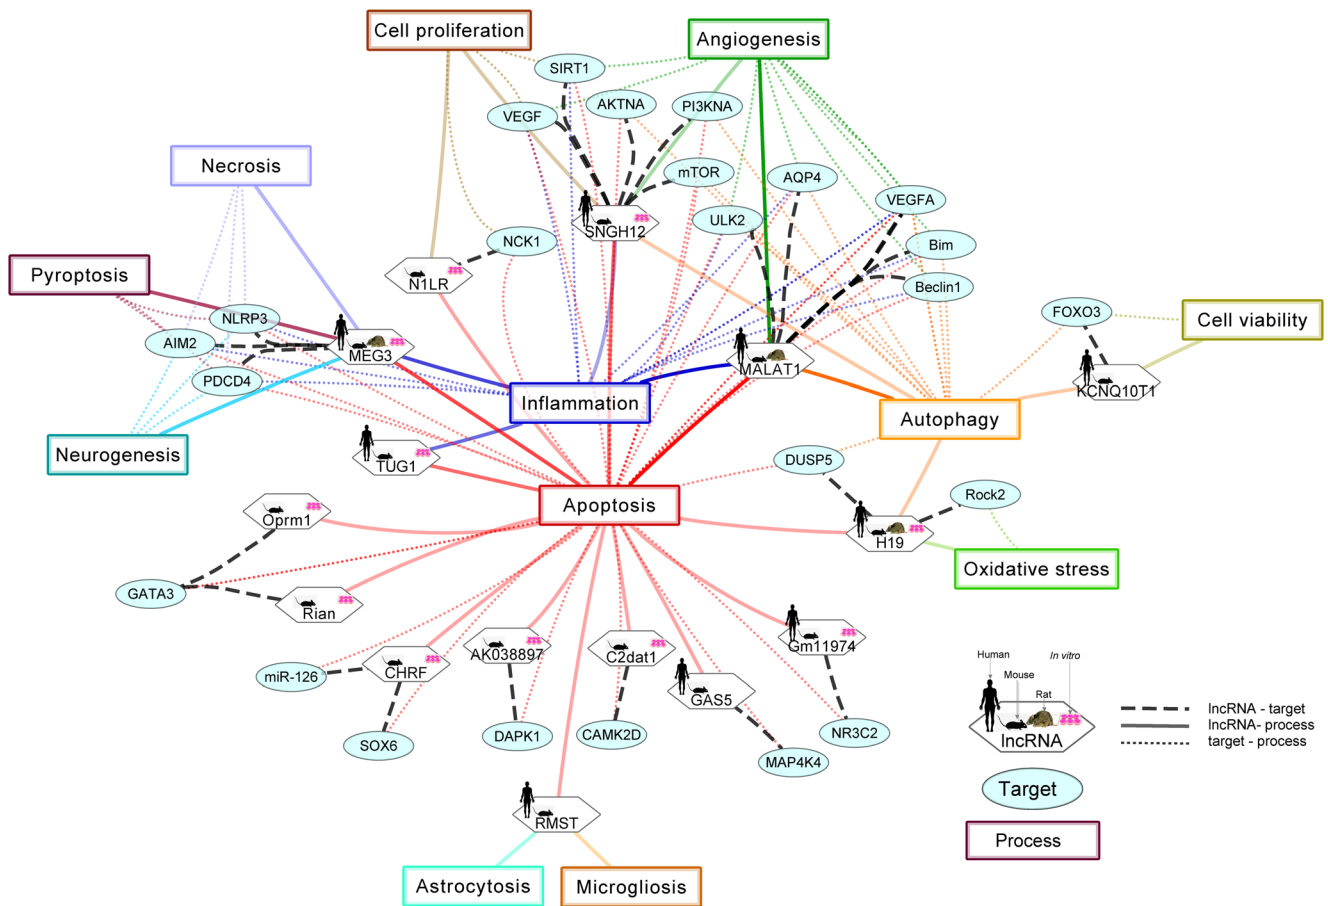 Cell proliferation
Angiogenesis
SIRT1
AKTNA
PI3KNA
VEGF
Necrosis
mTOR
AQP4
VEGFA
ULK2
SNGH12
NCK1
Bim
Pyroptosis
N1LR
Beclin1
NLRP3
FOXO3
Cell viability
AIM2
MEG3
MALAT1
KCNQ10T1
PDCD4
Inflammation
Autophagy
Neurogenesis
TUG1
DUSP5
Apoptosis
Rock2
Oprm1
H19
Oxidative stress
GATA3
Rian
Gm11974
AK038897
C2dat1
miR-126
CHRF
GAS5
SOX6
DAPK1
CAMK2D
NR3C2
MAP4K4
RMST
Astrocytosis
Microgliosis
Human
In vitro
Mouse
Rat
lncRNA
lncRNA - target
lncRNA- process
target - process
Target
Process